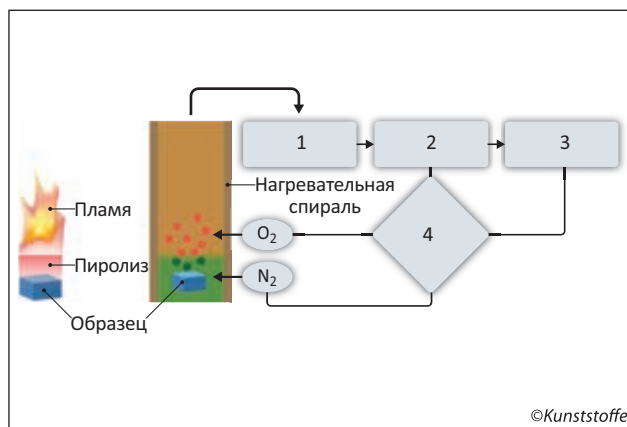 1
2
3
Нагревательная
спираль
Пламя
O₂
4
Пиролиз
N₂
Образец
©Kunststoffe